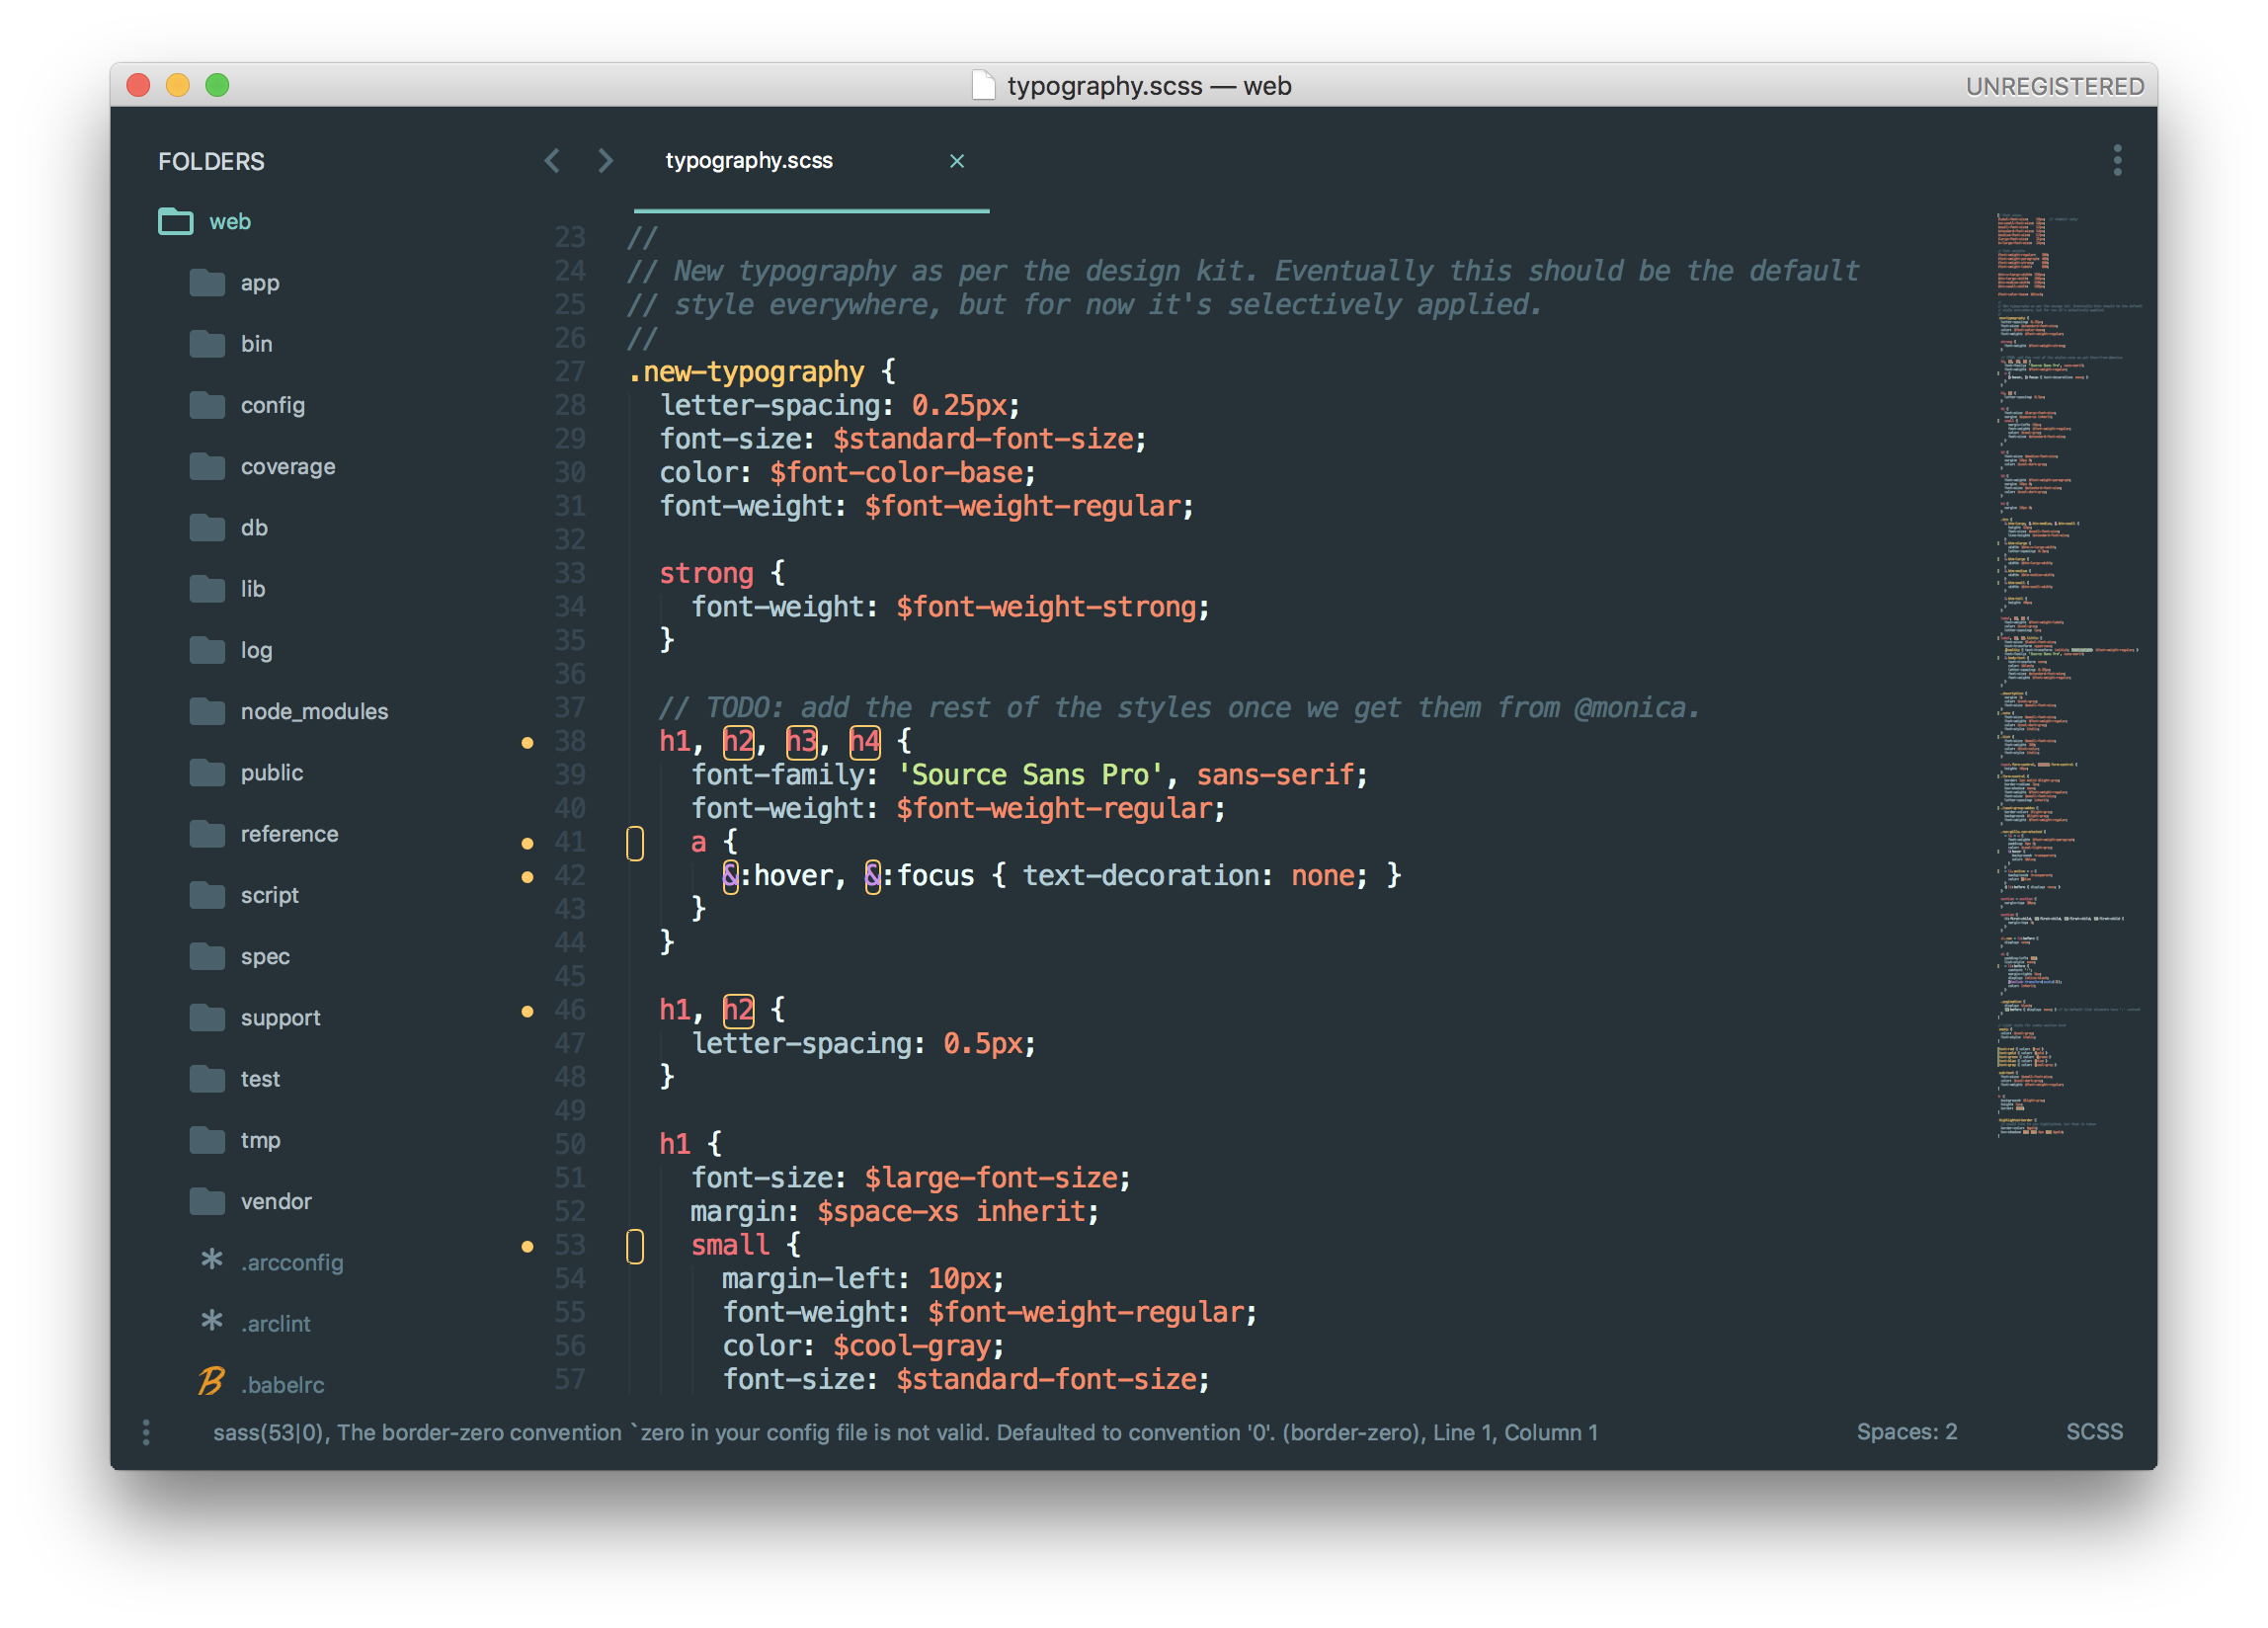 typography.scss — web
UNREGISTERED
FOLDERS
typography.scss
web
app
bin
config
coverage
db
lib
log
node_modules
public
reference
script
spec
support
test
tmp
vendor
.arcconfig
.arclint
.babelrc
23 //
24 // New typography as per the design kit. Eventually this should be the default
25 // style everywhere, but for now it's selectively applied.
26 //
27 .new-typography {
28 letter-spacing: 0.25px;
29 font-size: $standard-font-size;
30 color: $font-color-base;
31 font-weight: $font-weight-regular;
32
33 strong {
34 font-weight: $font-weight-strong;
35 }
36
37 // TODO: add the rest of the styles once we get them from @monica.
38 h1, h2, h3, h4 {
39 font-family: 'Source Sans Pro', sans-serif;
40 font-weight: $font-weight-regular;
41 a {
42 &:hover, &:focus { text-decoration: none; }
43 }
44 }
45
46 h1, h2 {
47 letter-spacing: 0.5px;
48 }
49
50 h1 {
51 font-size: $large-font-size;
52 margin: $space-xs inherit;
53 small {
54 margin-left: 10px;
55 font-weight: $font-weight-regular;
56 color: $cool-gray;
57 font-size: $standard-font-size;
sass(53|0), The border-zero convention `zero in your config file is not valid. Defaulted to convention '0'. (border-zero), Line 1, Column 1
Spaces: 2
SCSS